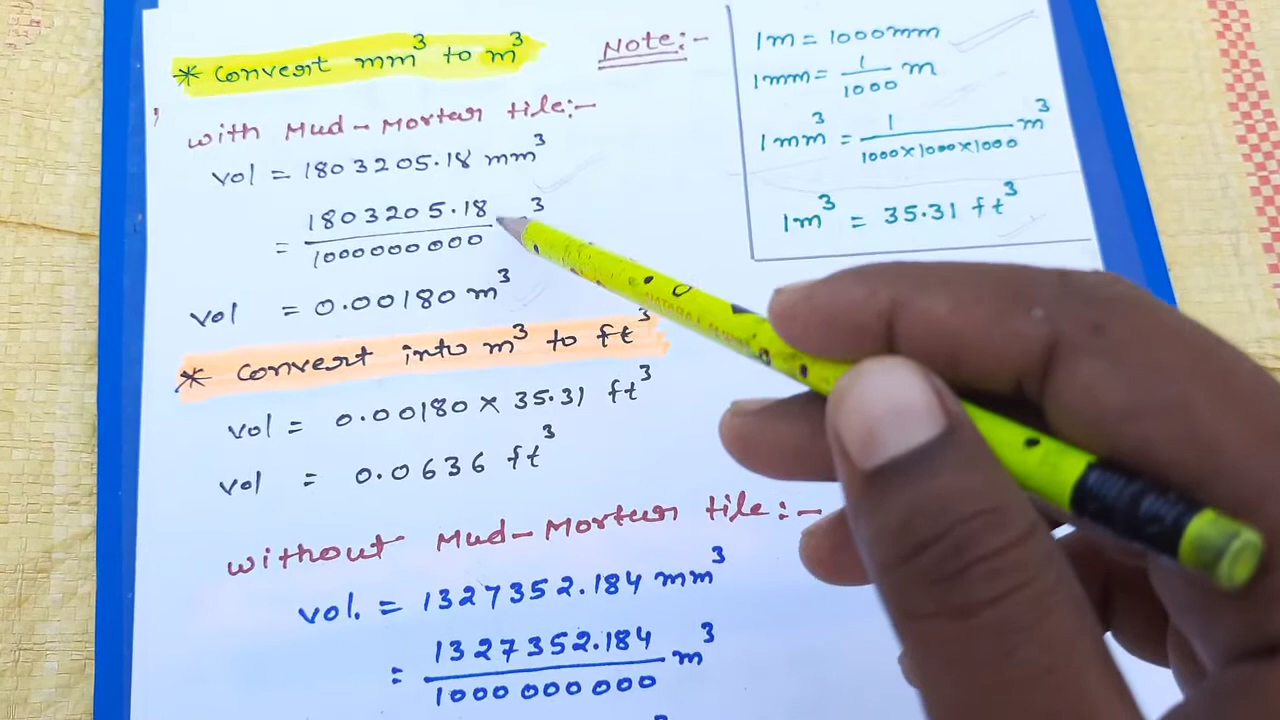 * Convert mm³ to m³
with Mud-Mortar tile:-
vol = 1803205.18 mm³
= 1803205.18 / 1000000000 ³
vol = 0.00180 m³
* Convert into m³ to ft³
vol = 0.00180 × 35.31 ft³
vol = 0.0636 ft³
without Mud-Mortar tile:-
vol. = 1327352.184 mm³
= 1327352.184 / 1000000000 m³
Note:-
1m = 1000mm
1mm = 1/1000 m
1mm³ = 1/1000×1000×1000 m³
1m³ = 35.31 ft³